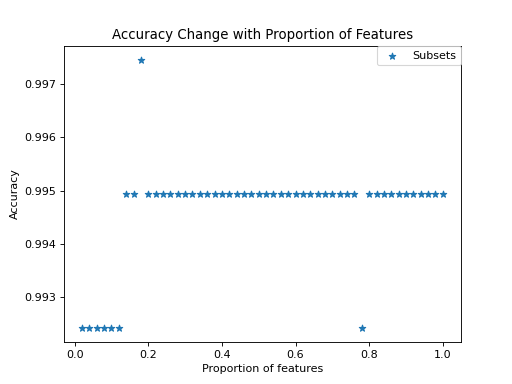 Accuracy Change with Proportion of Features
Subsets
0.997
0.996
0.995
0.994
0.993
Accuracy
0.0 0.2 0.4 0.6 0.8 1.0
Proportion of features